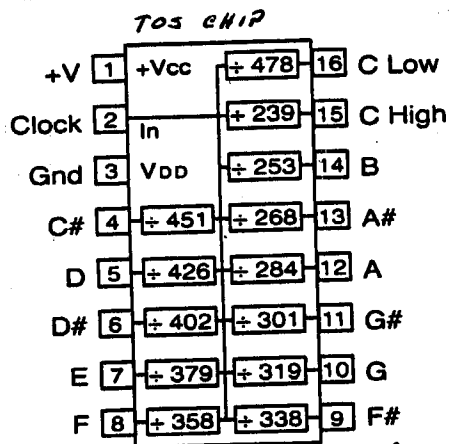 TOS CHIP
+V 1 +Vcc ÷ 478 16 C Low
Clock 2 In ÷ 239 15 C High
Gnd 3 VDD ÷ 253 14 B
C# 4 ÷ 451 ÷ 268 13 A#
D 5 ÷ 426 ÷ 284 12 A
D# 6 ÷ 402 ÷ 301 11 G#
E 7 ÷ 379 ÷ 319 10 G
F 8 ÷ 358 ÷ 338 9 F#